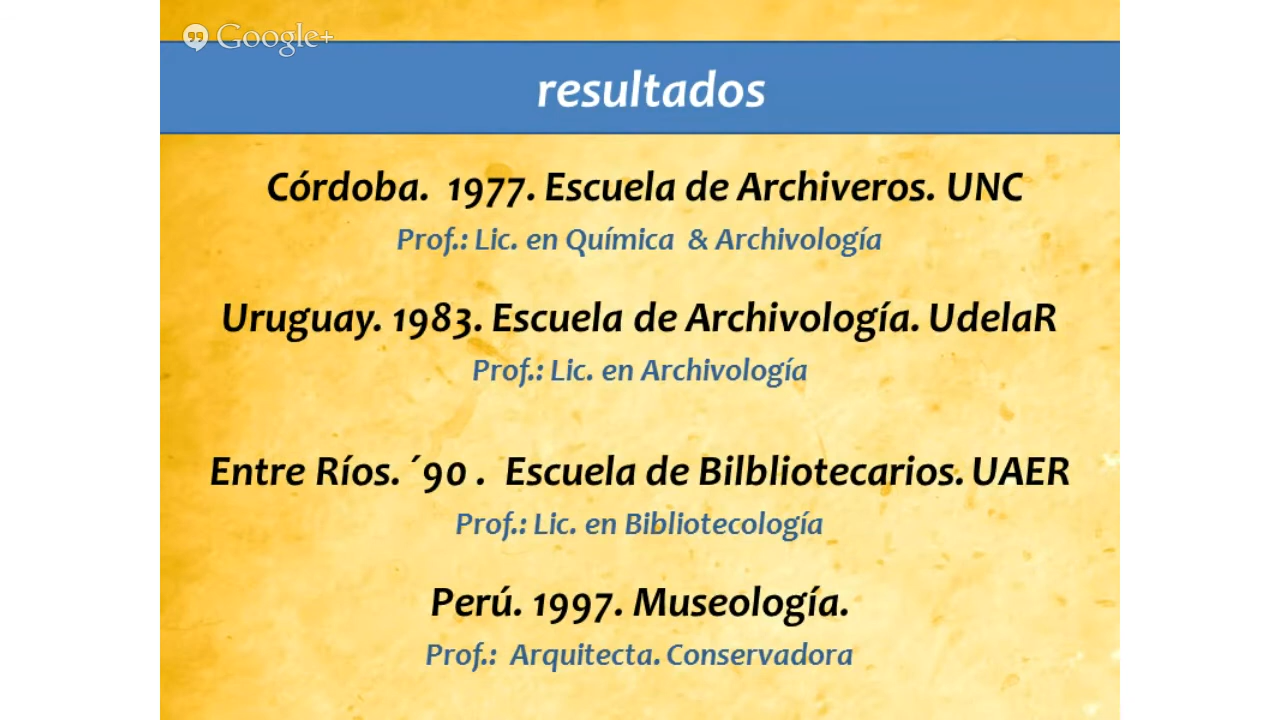 Google+
resultados
Córdoba. 1977. Escuela de Archiveros. UNC
Prof.: Lic. en Química & Archivología
Uruguay. 1983. Escuela de Archivología. UdelaR
Prof.: Lic. en Archivología
Entre Ríos. ´90 . Escuela de Bilbliotecarios. UAER
Prof.: Lic. en Bibliotecología
Perú. 1997. Museología.
Prof.: Arquitecta. Conservadora